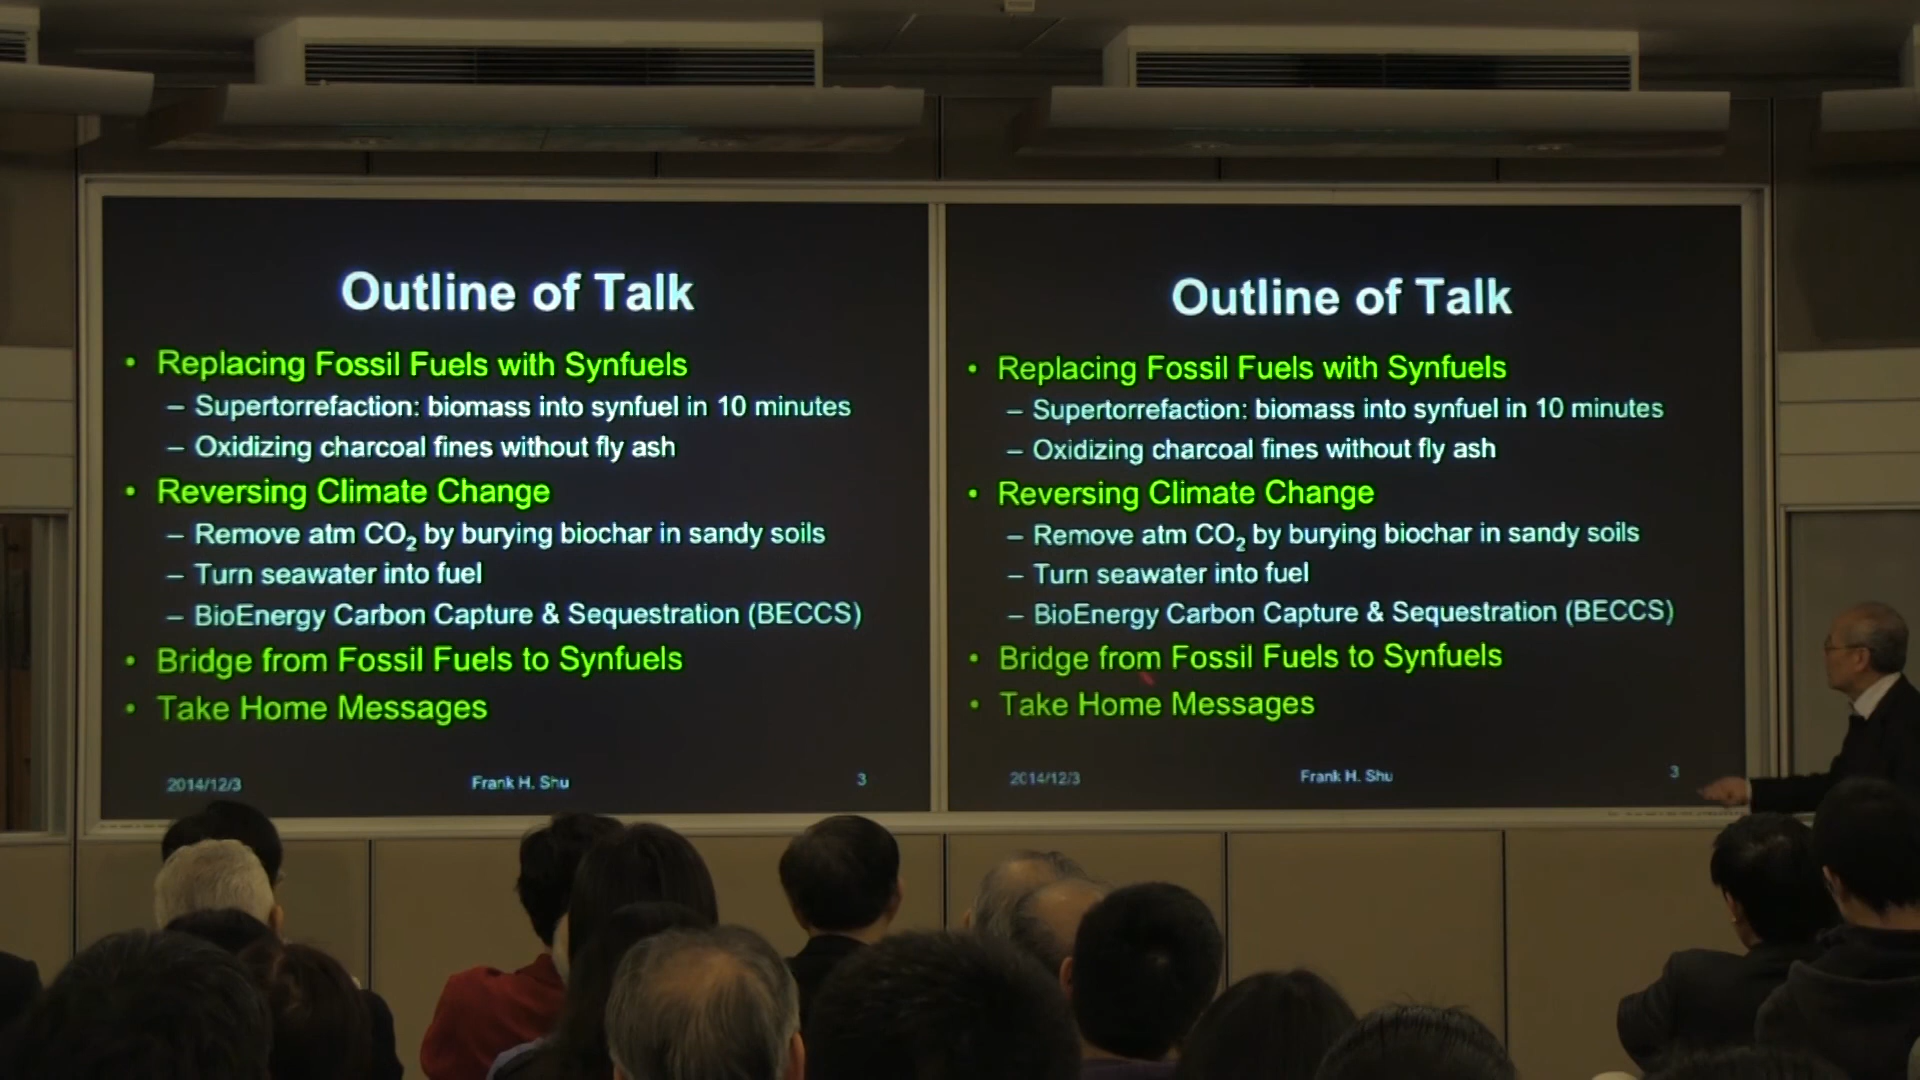 Outline of Talk
• Replacing Fossil Fuels with Synfuels
– Supertorrefaction: biomass into synfuel in 10 minutes
– Oxidizing charcoal fines without fly ash
• Reversing Climate Change
– Remove atm CO₂ by burying biochar in sandy soils
– Turn seawater into fuel
– BioEnergy Carbon Capture & Sequestration (BECCS)
• Bridge from Fossil Fuels to Synfuels
• Take Home Messages
2014/12/3 Frank H. Shu 3
Outline of Talk
• Replacing Fossil Fuels with Synfuels
– Supertorrefaction: biomass into synfuel in 10 minutes
– Oxidizing charcoal fines without fly ash
• Reversing Climate Change
– Remove atm CO₂ by burying biochar in sandy soils
– Turn seawater into fuel
– BioEnergy Carbon Capture & Sequestration (BECCS)
• Bridge from Fossil Fuels to Synfuels
• Take Home Messages
2014/12/3 Frank H. Shu 3